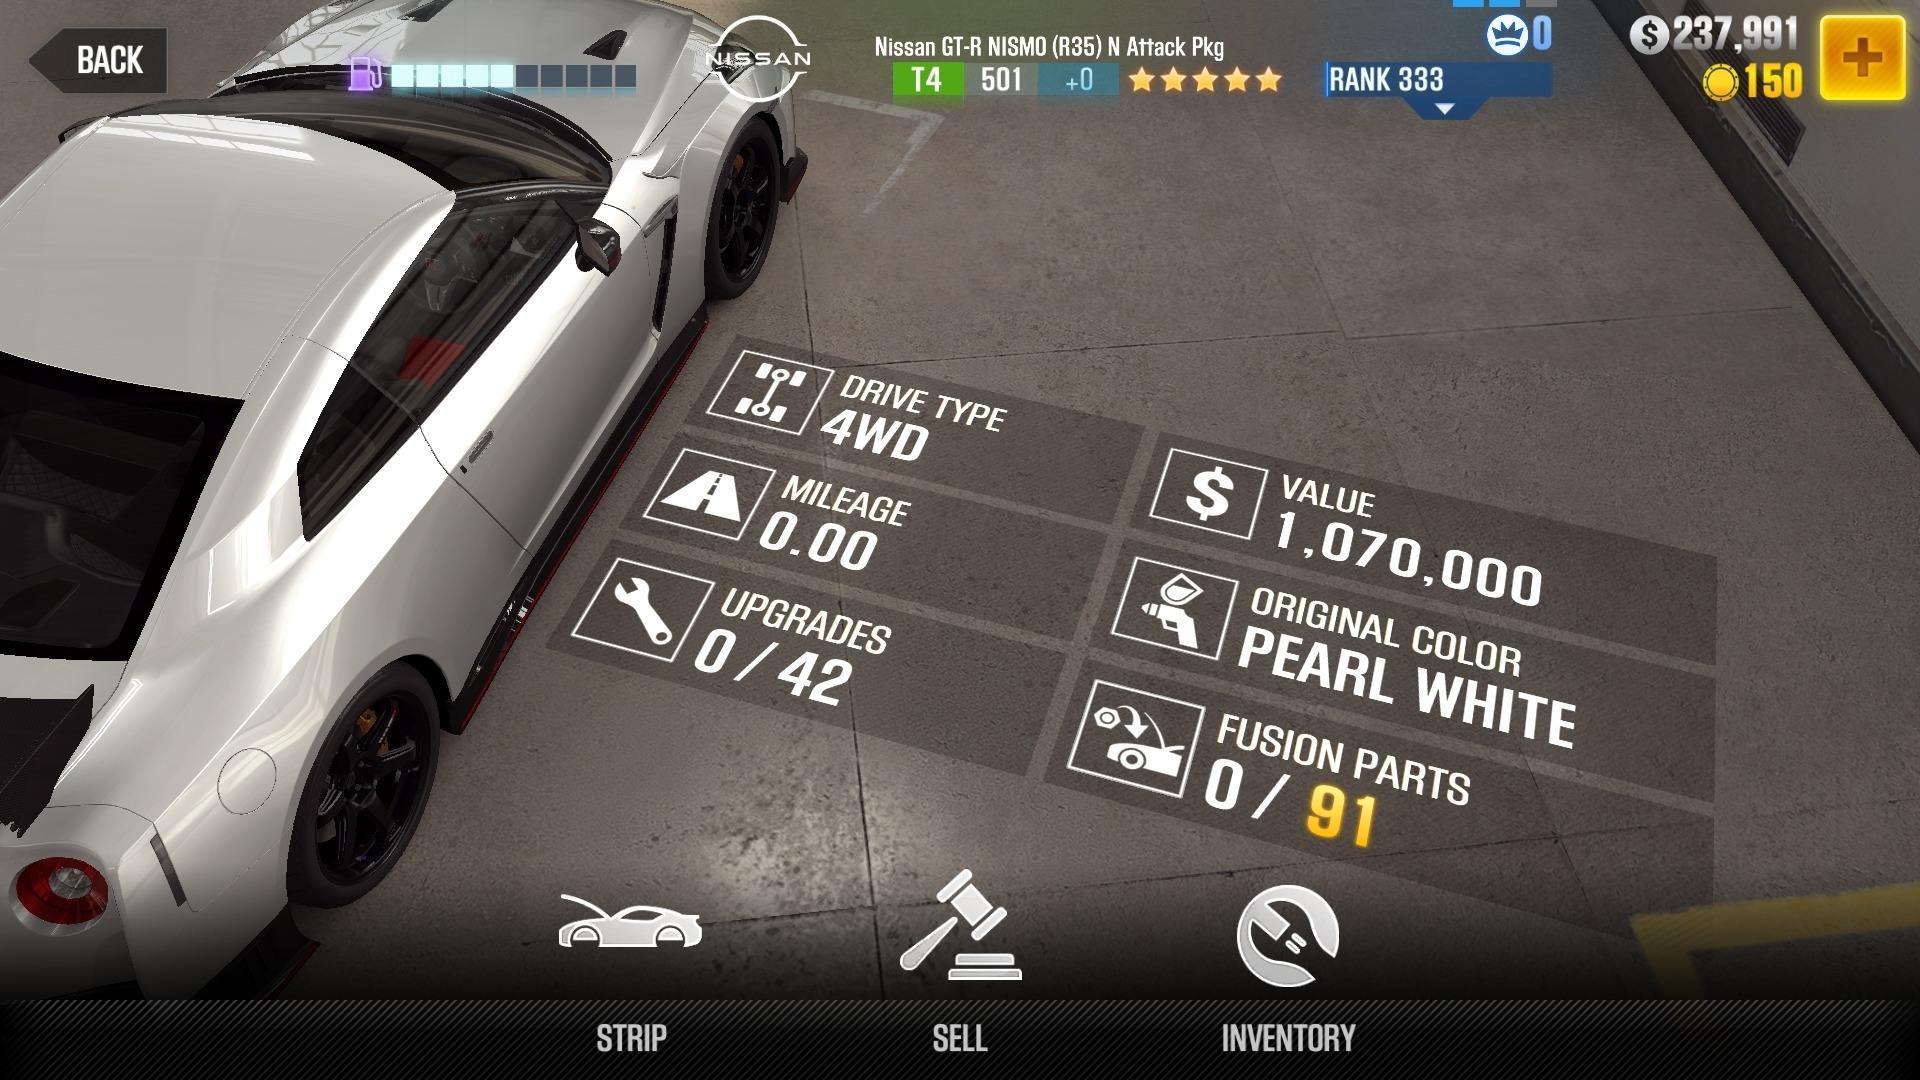 BACK
NISSAN
Nissan GT-R NISMO (R35) N Attack Pkg
T4 501 +0
RANK 333
0
$ 237,991
150
DRIVE TYPE
4WD
MILEAGE
0.00
UPGRADES
0/42
$ VALUE
1,070,000
ORIGINAL COLOR
PEARL WHITE
FUSION PARTS
0/ 91
STRIP
SELL
INVENTORY